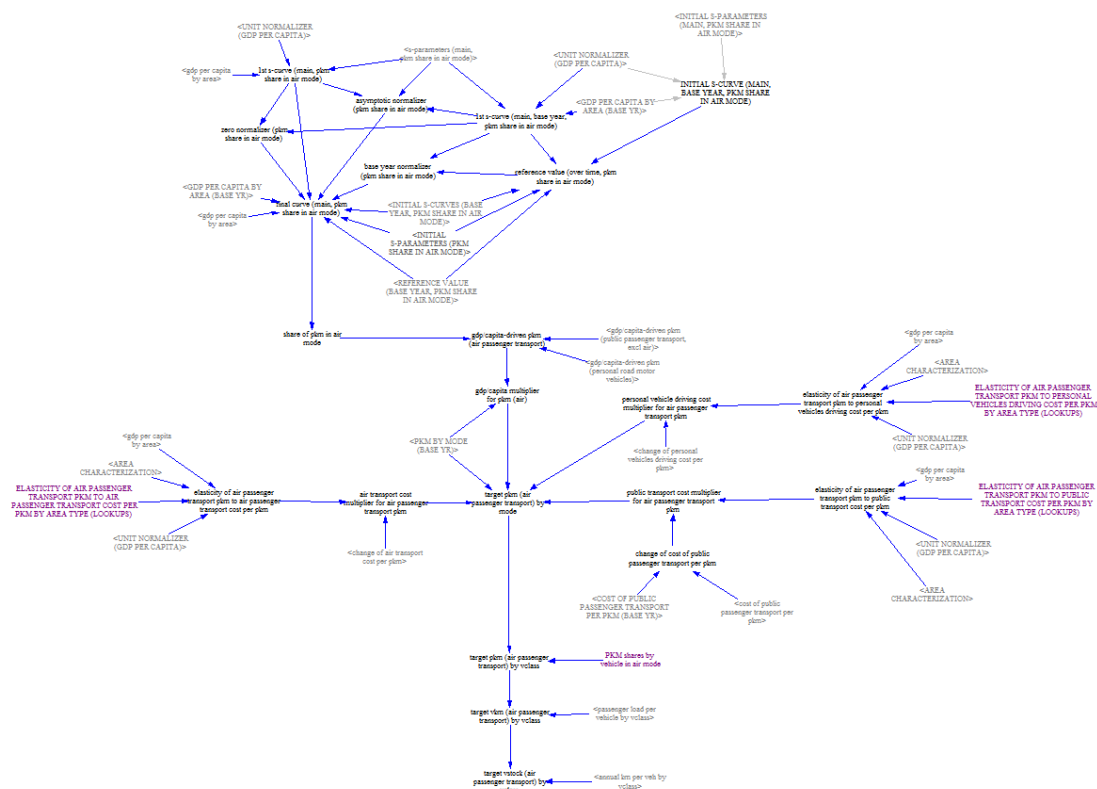 <INITIAL S-PARAMETERS
(MAIN, PKM SHARE IN
AIR MODE)>
<UNIT NORMALIZER
(GDP PER CAPITA)>
<s-parameters (main,
pkm share in air mode)>
<UNIT NORMALIZER
(GDP PER CAPITA)>
<gdp per capita
by area>
1st s-curve (main, pkm
share in air mode)
INITIAL S-CURVE (MAIN,
BASE YEAR, PKM SHARE
IN AIR MODE)
asymptotic normalizer
(pkm share in air mode)
<GDP PER CAPITA BY
AREA (BASE YR)>
1st s-curve (main, base year,
pkm share in air mode)
zero normalizer (pkm
share in air mode)
base year normalizer
(pkm share in air mode)
reference value (over time, pkm
share in air mode)
<GDP PER CAPITA BY
AREA (BASE YR)>
final curve (main, pkm
share in air mode)
<INITIAL S-CURVES (BASE
YEAR, PKM SHARE IN AIR
MODE)>
<gdp per capita
by area>
<INITIAL
S-PARAMETERS (PKM
SHARE IN AIR MODE)>
<REFERENCE VALUE
(BASE YEAR, PKM SHARE
IN AIR MODE)>
share of pkm in air
mode
gdp/capita-driven pkm
(air passenger transport)
<gdp/capita-driven pkm
(public passenger transport,
excl air)>
<gdp/capita-driven pkm
(personal road motor
vehicles)>
<gdp per capita
by area>
<AREA
CHARACTERIZATION>
gdp/capita multiplier
for pkm (air)
personal vehicle driving cost
multiplier for air passenger
transport pkm
elasticity of air passenger
transport pkm to personal
vehicles driving cost per pkm
ELASTICITY OF AIR PASSENGER
TRANSPORT PKM TO PERSONAL
VEHICLES DRIVING COST PER PKM
BY AREA TYPE (LOOKUPS)
<gdp per capita
by area>
<PKM BY MODE
(BASE YR)>
<change of personal
vehicles driving cost per
pkm>
<UNIT NORMALIZER
(GDP PER CAPITA)>
<AREA
CHARACTERIZATION>
<gdp per capita
by area>
ELASTICITY OF AIR PASSENGER
TRANSPORT PKM TO AIR
PASSENGER TRANSPORT COST PER
PKM BY AREA TYPE (LOOKUPS)
elasticity of air passenger
transport pkm to air passenger
transport cost per pkm
air transport cost
multiplier for air passenger
transport pkm
target pkm (air
passenger transport) by
mode
public transport cost multiplier
for air passenger transport
pkm
elasticity of air passenger
transport pkm to public
transport cost per pkm
ELASTICITY OF AIR PASSENGER
TRANSPORT PKM TO PUBLIC
TRANSPORT COST PER PKM BY
AREA TYPE (LOOKUPS)
<UNIT NORMALIZER
(GDP PER CAPITA)>
<change of air transport
cost per pkm>
change of cost of public
passenger transport per pkm
<UNIT NORMALIZER
(GDP PER CAPITA)>
<COST OF PUBLIC
PASSENGER TRANSPORT
PER PKM (BASE YR)>
<cost of public
passenger transport per
pkm>
<AREA
CHARACTERIZATION>
target pkm (air passenger
transport) by vclass
PKM shares by
vehicle in air mode
target vkm (air passenger
transport) by vclass
<passenger load per
vehicle by vclass>
target vstock (air
passenger transport) by
<annual km per veh by
vclass>